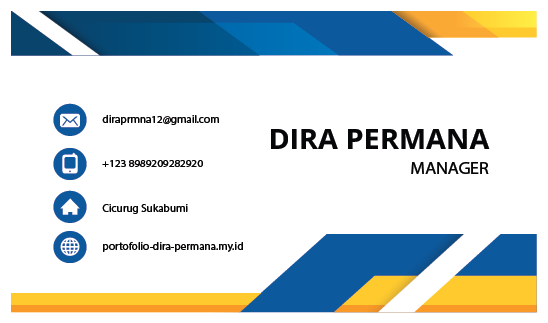 diraprmna12@gmail.com
+123 8989209282920
Cicurug Sukabumi
portofolio-dira-permana.my.id
DIRA PERMANA
MANAGER